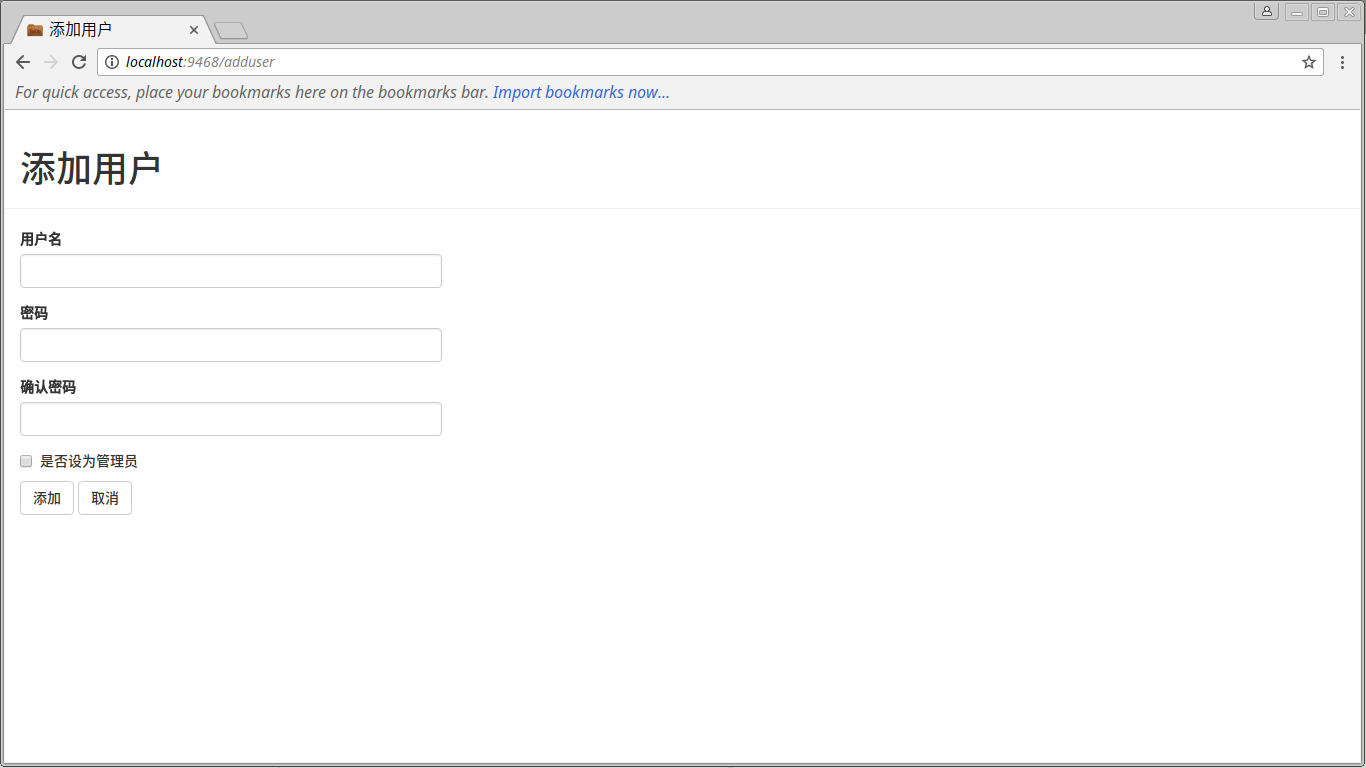 添加用户
localhost:9468/adduser
For quick access, place your bookmarks here on the bookmarks bar. Import bookmarks now...
添加用户
用户名
密码
确认密码
是否设为管理员
添加 取消